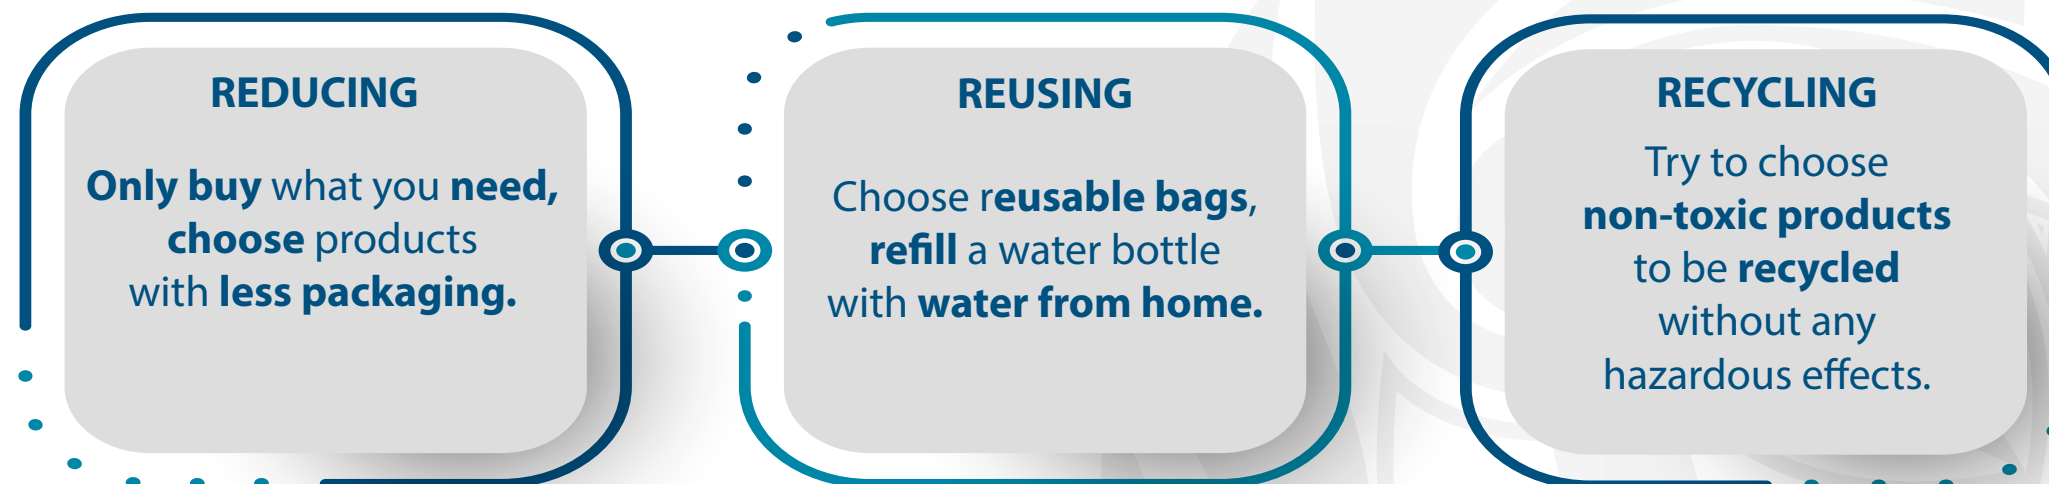 REDUCING
Only buy what you need,
choose products
with less packaging.
REUSING
Choose reusable bags,
refill a water bottle
with water from home.
RECYCLING
Try to choose
non-toxic products
to be recycled
without any
hazardous effects.